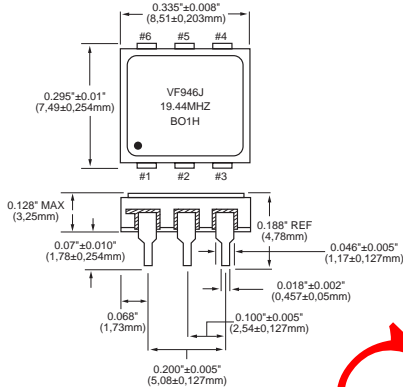 0.335"±0.008"
(8,51±0,203mm)
#6 #5 #4
0.295"±0.01"
(7,49±0,254mm)
VF946J
19.44MHZ
BO1H
#1 #2 #3
0.128" MAX
(3,25mm)
0.188" REF
(4,78mm)
0.07"±0.010"
(1,78±0,254mm)
0.046"±0.005"
(1,17±0,127mm)
0.018"±0.002"
(0,457±0,05mm)
0.068"
(1,73mm)
0.100"±0.005"
(2,54±0,127mm)
0.200"±0.005"
(5,08±0,127mm)